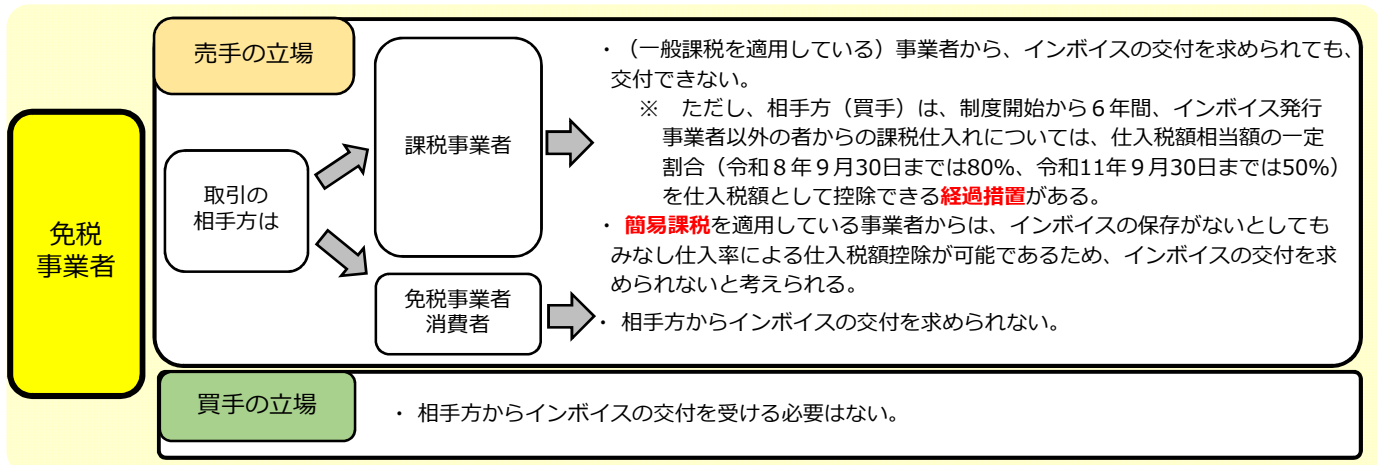 免税
事業者
売手の立場
取引の
相手方は
課税事業者
・（一般課税を適用している）事業者から、インボイスの交付を求められても、
交付できない。
※　ただし、相手方（買手）は、制度開始から６年間、インボイス発行
事業者以外の者からの課税仕入れについては、仕入税額相当額の一定
割合（令和８年９月30日までは80%、令和11年９月30日までは50%）
を仕入税額として控除できる経過措置がある。
・ 簡易課税を適用している事業者からは、インボイスの保存がないとしても
みなし仕入率による仕入税額控除が可能であるため、インボイスの交付を求
められないと考えられる。
免税事業者
消費者
・ 相手方からインボイスの交付を求められない。
買手の立場
・ 相手方からインボイスの交付を受ける必要はない。